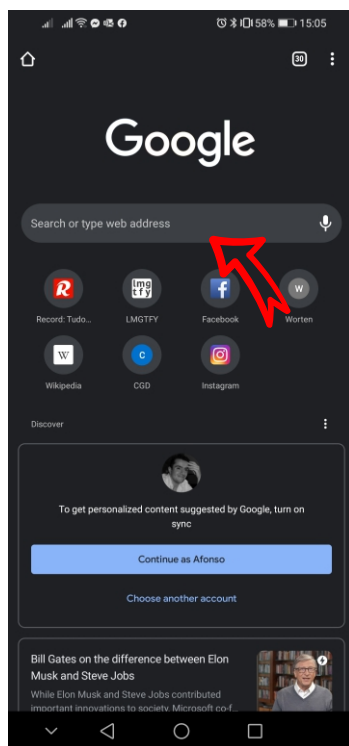 58% 15:05
30
Google
Search or type web address
R lmg tfy f W
Record: Tudo... LMGTFY Facebook Worten
W C
Wikipedia CGD Instagram
Discover
To get personalized content suggested by Google, turn on
sync
Continue as Afonso
Choose another account
Bill Gates on the difference between Elon
Musk and Steve Jobs
While Elon Musk and Steve Jobs contributed
important innovations to society, Microsoft co-f...